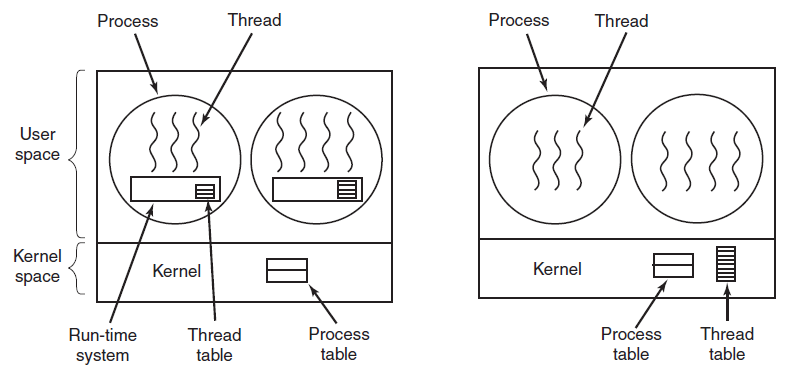 Process
Thread
User
space
Kernel
space
Kernel
Run-time
system
Thread
table
Process
table
Process
Thread
Kernel
Process
table
Thread
table